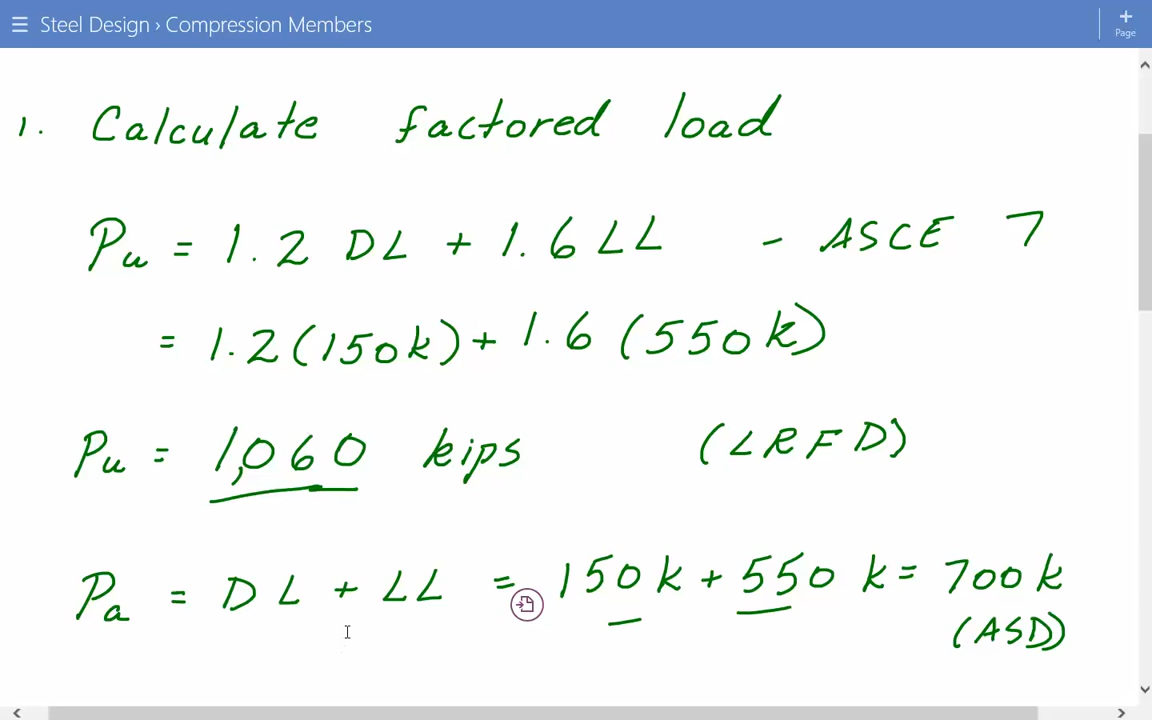 Steel Design › Compression Members
Page
1. Calculate factored load
Pu = 1.2 DL + 1.6 LL - ASCE 7
= 1.2(150k) + 1.6 (550k)
Pu = 1,060 kips (LRFD)
Pa = DL + LL = 150k + 550 k = 700k
(ASD)